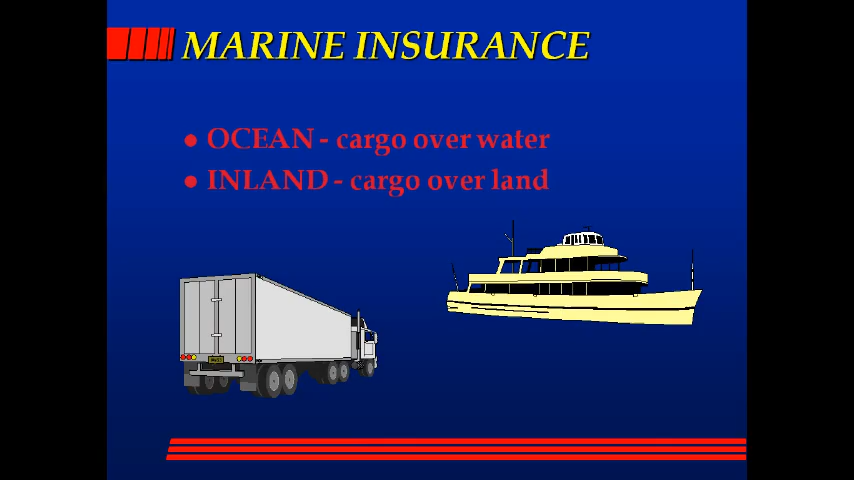 MARINE INSURANCE
● OCEAN - cargo over water
● INLAND - cargo over land